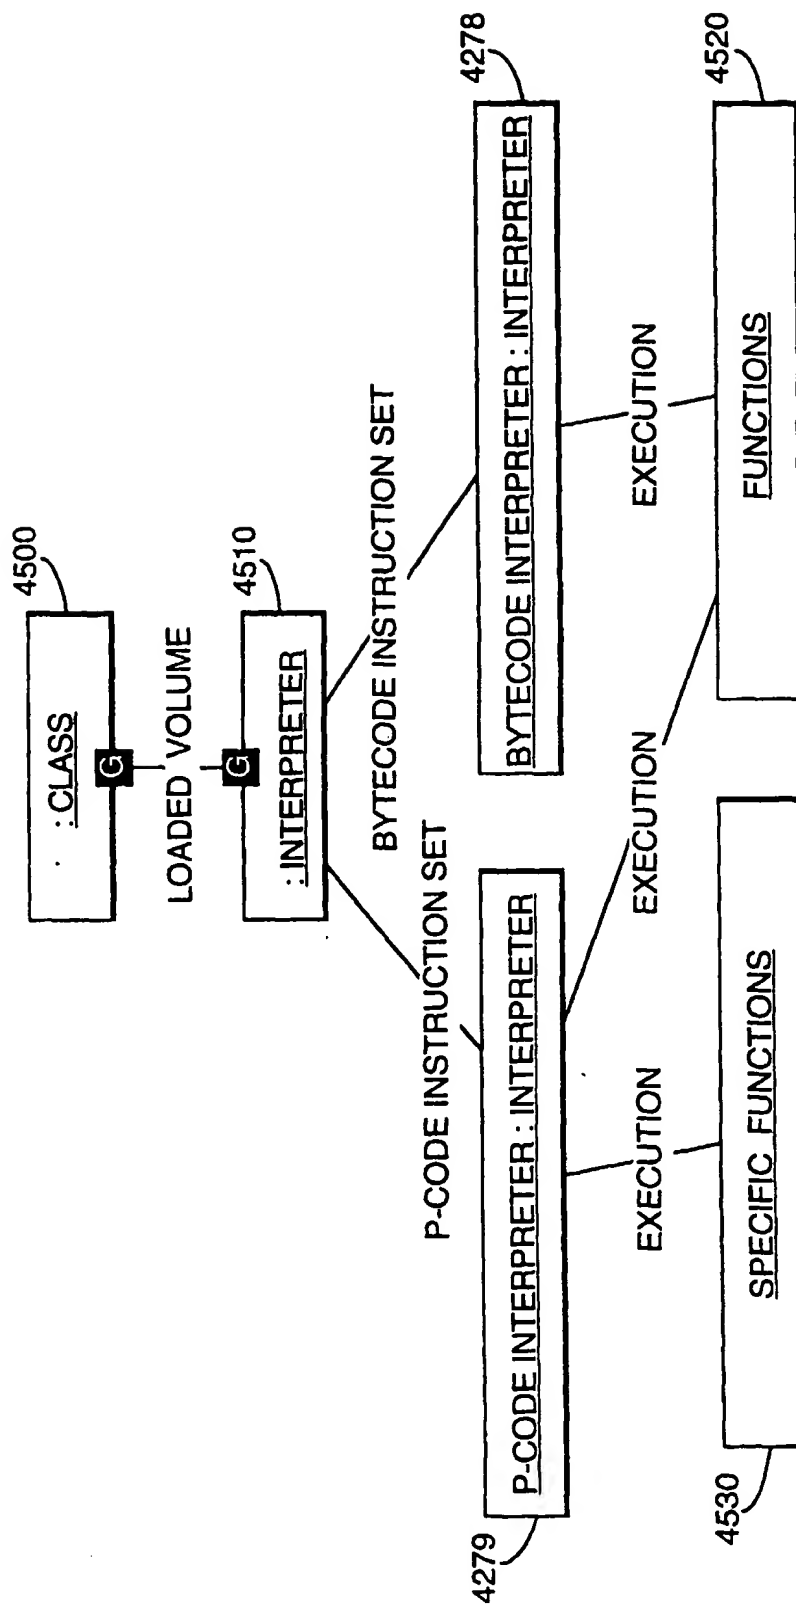 4500
: CLASS
G
LOADED VOLUME
G
4510
: INTERPRETER
P-CODE INSTRUCTION SET
BYTECODE INSTRUCTION SET
4279
P-CODE INTERPRETER : INTERPRETER
BYTECODE INTERPRETER : INTERPRETER
4278
EXECUTION
EXECUTION
EXECUTION
4530
SPECIFIC FUNCTIONS
FUNCTIONS
4520